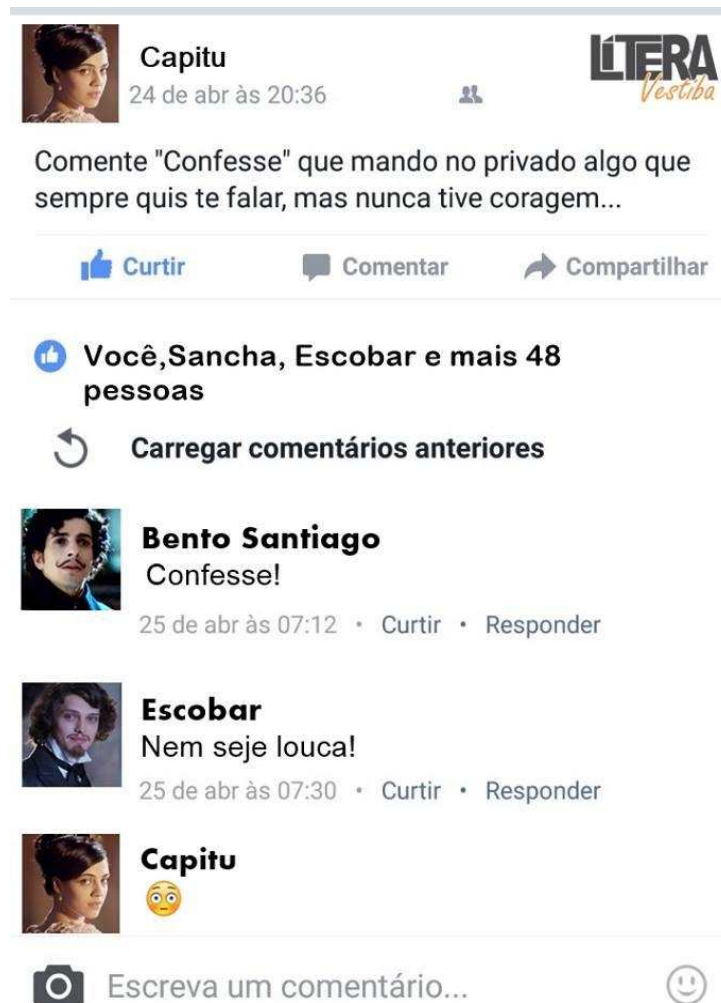 Capitu
LÍTERA
24 de abr às 20:36
Vestiba
Comente "Confesse" que mando no privado algo que
sempre quis te falar, mas nunca tive coragem...
Curtir Comentar Compartilhar
Você,Sancha, Escobar e mais 48
pessoas
Carregar comentários anteriores
Bento Santiago
Confesse!
25 de abr às 07:12 • Curtir • Responder
Escobar
Nem seje louca!
25 de abr às 07:30 • Curtir • Responder
Capitu
😳
Escreva um comentário...